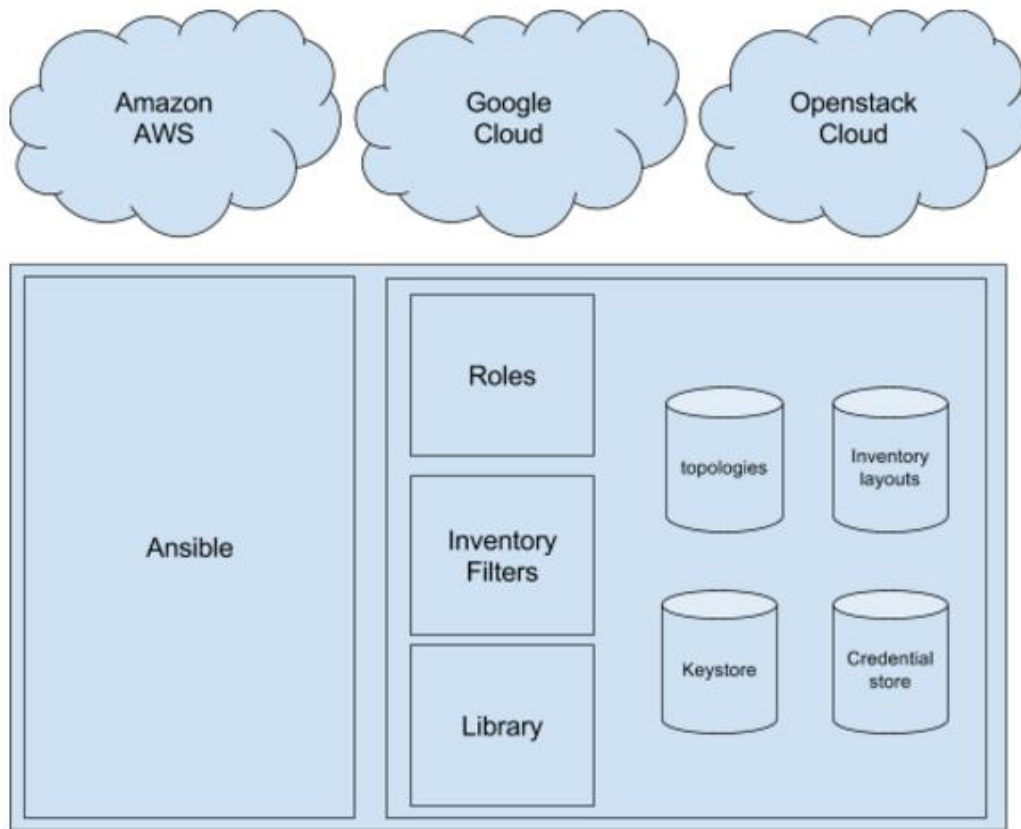 Amazon
AWS
Google
Cloud
Openstack
Cloud
Ansible
Roles
Inventory
Filters
Library
topologies
Inventory
layouts
Keystore
Credential
store